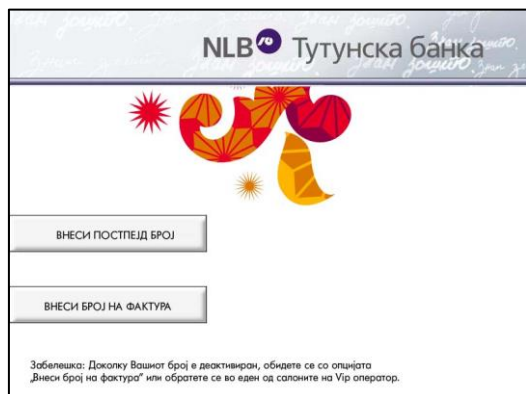 NLB Тутунска банка
ВНЕСИ ПОСТПЕЈД БРОЈ
ВНЕСИ БРОЈ НА ФАКТУРА
Забелешка: Доколку Вашиот број е деактивиран, обидете се со опцијата
„Внеси број на фактура“ или обратете се во еден од салоните на Vip оператор.